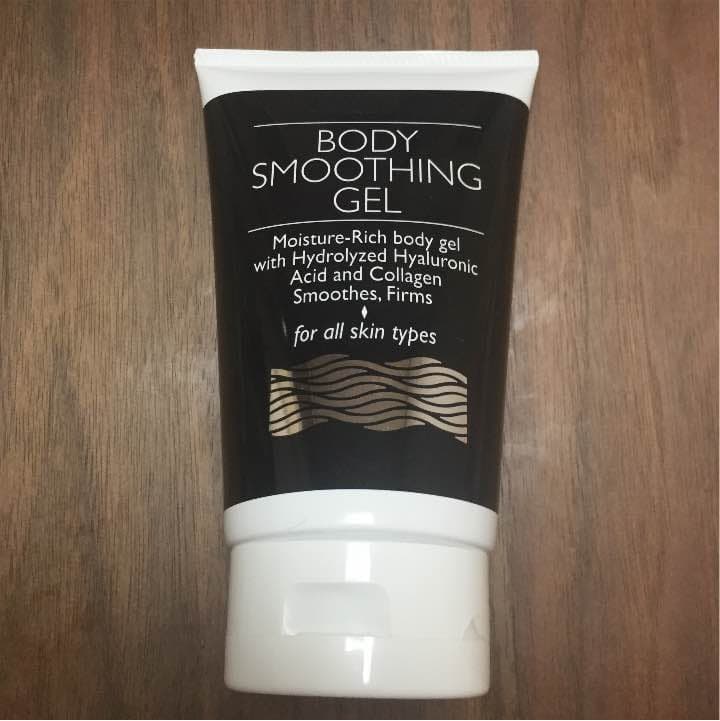 BODY
SMOOTHING
GEL
Moisture-Rich body gel
with Hydrolyzed Hyaluronic
Acid and Collagen
Smoothes, Firms
for all skin types